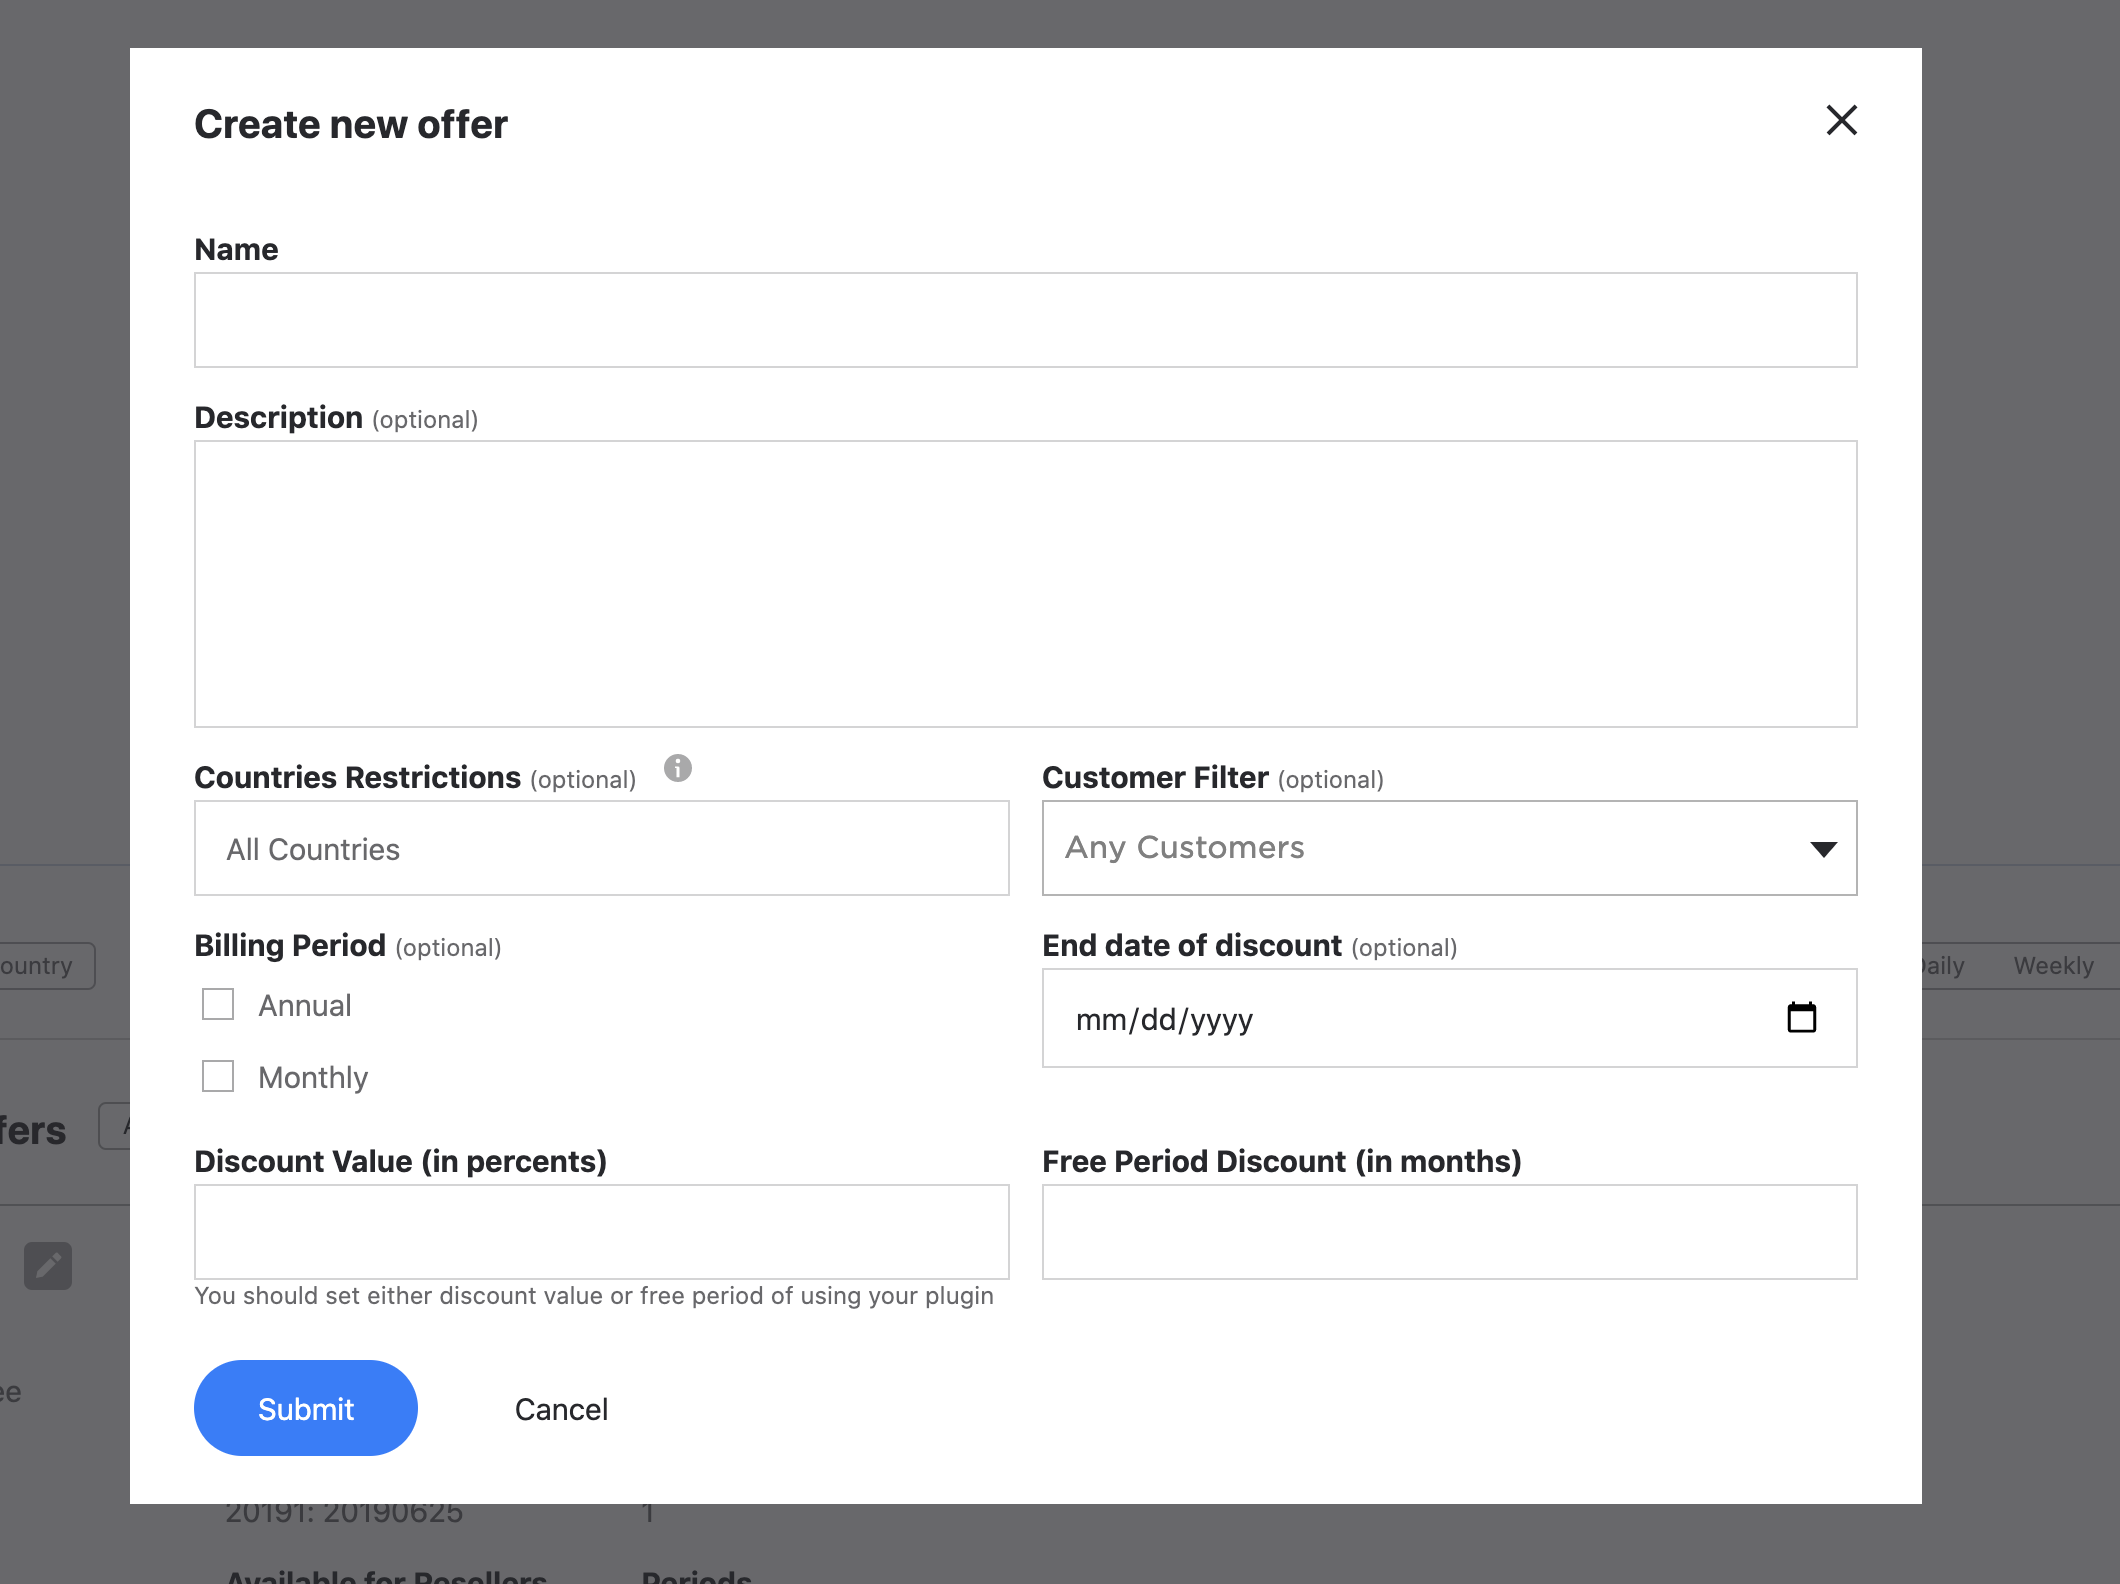 Create new offer
Name
Description (optional)
Countries Restrictions (optional)
Customer Filter (optional)
All Countries
Any Customers
Billing Period (optional)
End date of discount (optional)
Annual
mm/dd/yyyy
Monthly
Discount Value (in percents)
Free Period Discount (in months)
You should set either discount value or free period of using your plugin
Submit
Cancel
ountry
aily
Weekly
fers
ee
20191: 20190625
1
Available for Resellers
Periods